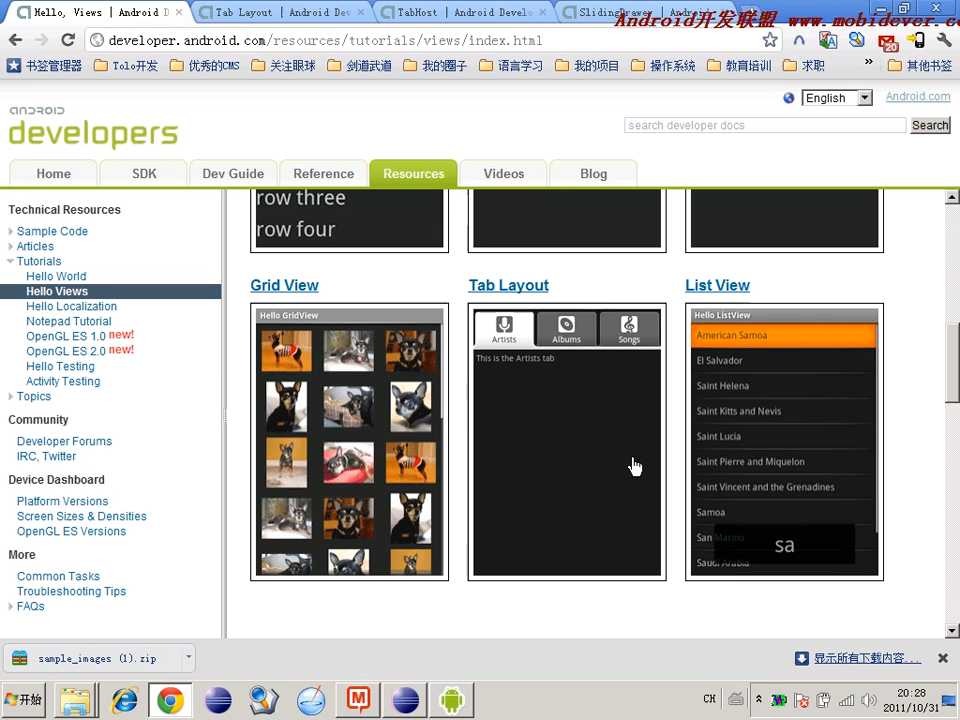 Hello, Views | Android D
Tab Layout | Android Dev
TabHost | Android Develo
SlidingDrawer | Android
Android开发联盟 www.mobidever.c
developer.android.com/resources/tutorials/views/index.html
20
书签管理器 Tolo开发 优秀的CMS 关注眼球 剑道武道 我的圈子 语言学习 我的项目 操作系统 教育培训 求职 » 其他书签
English Android.com
ANDROID
developers
search developer docs Search
Home SDK Dev Guide Reference Resources Videos Blog
Technical Resources
Sample Code
Articles
Tutorials
Hello World
Hello Views
Hello Localization
Notepad Tutorial
OpenGL ES 1.0 new!
OpenGL ES 2.0 new!
Hello Testing
Activity Testing
Topics
Community
Developer Forums
IRC, Twitter
Device Dashboard
Platform Versions
Screen Sizes & Densities
OpenGL ES Versions
More
Common Tasks
Troubleshooting Tips
FAQs
row three
row four
Grid View
Hello GridView
Tab Layout
Artists Albums Songs
This is the Artists tab
List View
Hello ListView
American Samoa
El Salvador
Saint Helena
Saint Kitts and Nevis
Saint Lucia
Saint Pierre and Miquelon
Saint Vincent and the Grenadines
Samoa
San Marino
sa
Saudi Arabia
sample_images (1).zip
显示所有下载内容...
开始
CH
20:28
2011/10/31